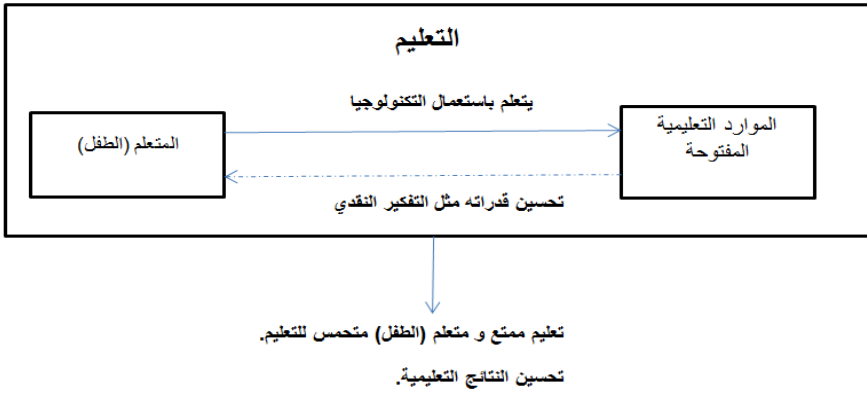 التعليم
يتعلم باستعمال التكنولوجيا
الموارد التعليمية
المفتوحة
المتعلم (الطفل)
تحسين قدراته مثل التفكير النقدي
تعليم ممتع و متعلم (الطفل) متحمس للتعليم.
تحسين النتائج التعليمية.